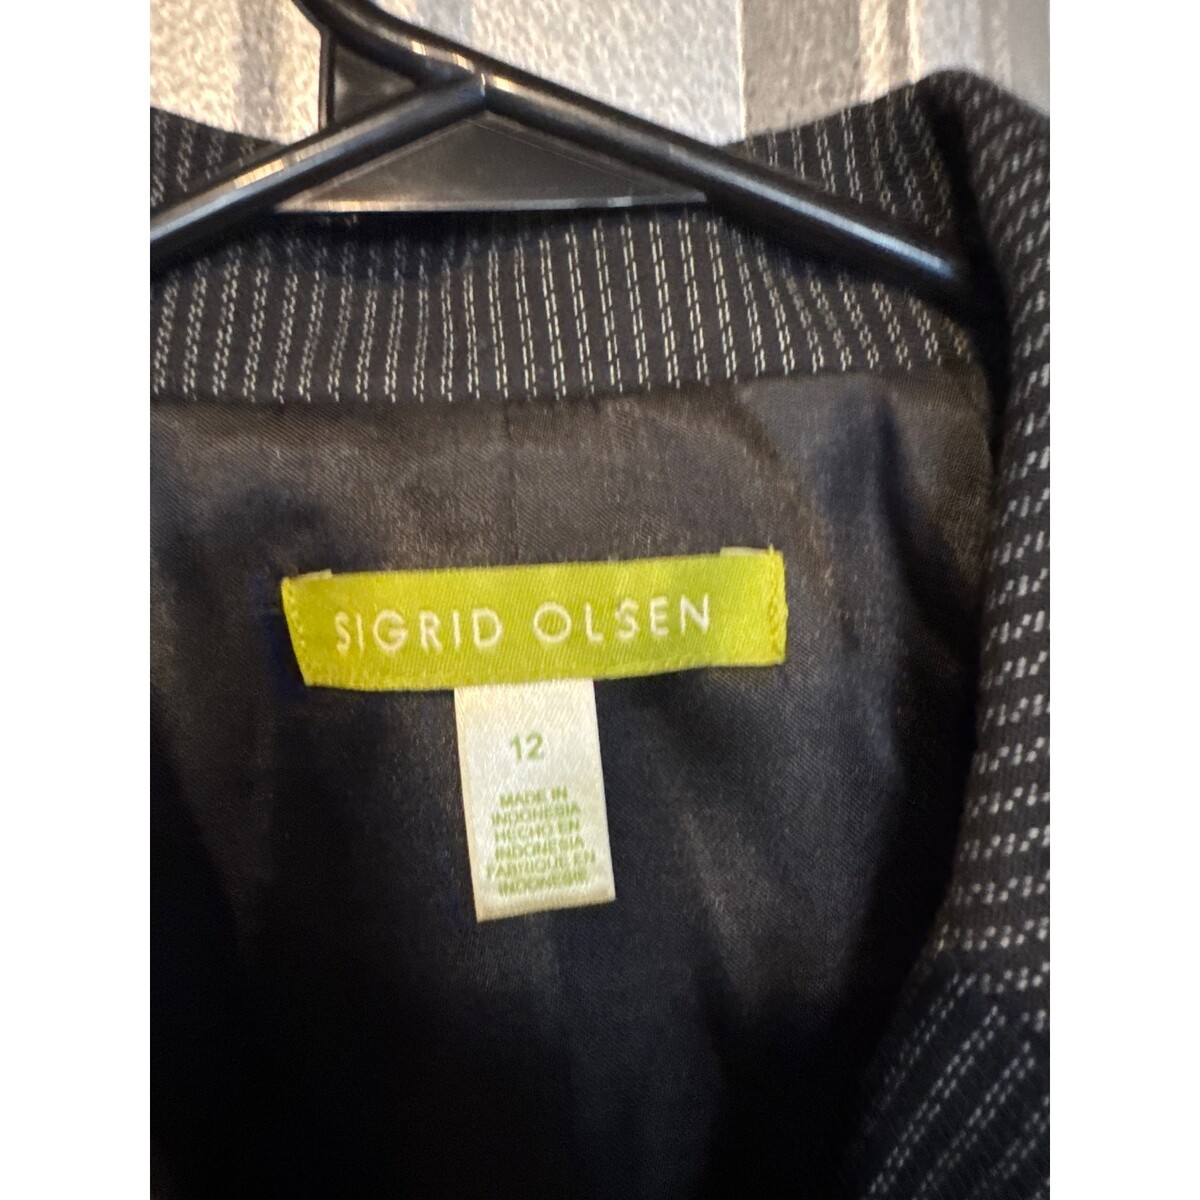 SIGRID OLSEN
12
MADE IN
INDONESIA
HECHO EN
INDONESIA
FABRIQUE EN
INDONESIE